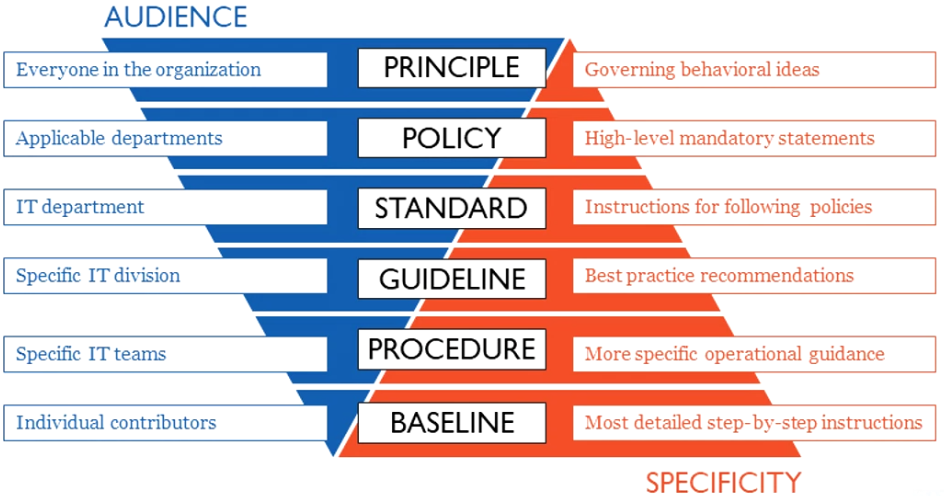 AUDIENCE
Everyone in the organization
PRINCIPLE
Governing behavioral ideas
Applicable departments
POLICY
High-level mandatory statements
IT department
STANDARD
Instructions for following policies
Specific IT division
GUIDELINE
Best practice recommendations
Specific IT teams
PROCEDURE
More specific operational guidance
Individual contributors
BASELINE
Most detailed step-by-step instructions
SPECIFICITY